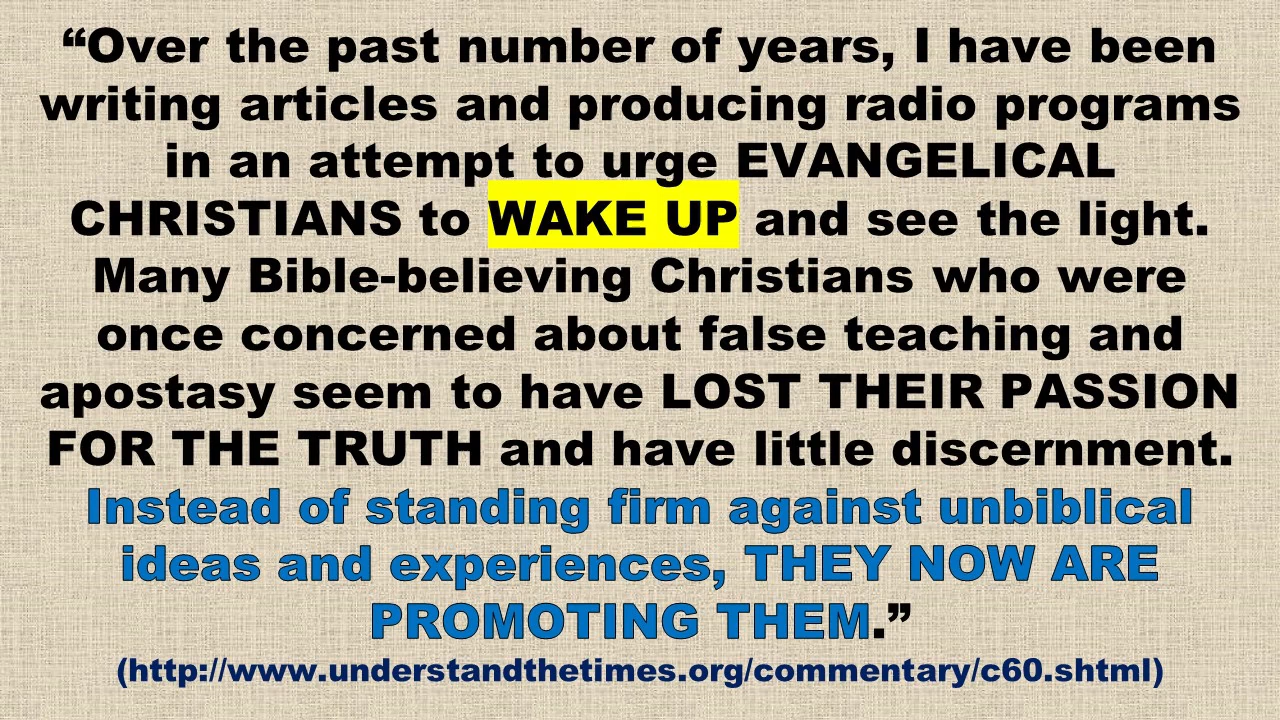 “Over the past number of years, I have been
writing articles and producing radio programs
in an attempt to urge EVANGELICAL
CHRISTIANS to WAKE UP and see the light.
Many Bible-believing Christians who were
once concerned about false teaching and
apostasy seem to have LOST THEIR PASSION
FOR THE TRUTH and have little discernment.
Instead of standing firm against unbiblical
ideas and experiences, THEY NOW ARE
PROMOTING THEM.”
(http://www.understandthetimes.org/commentary/c60.shtml)